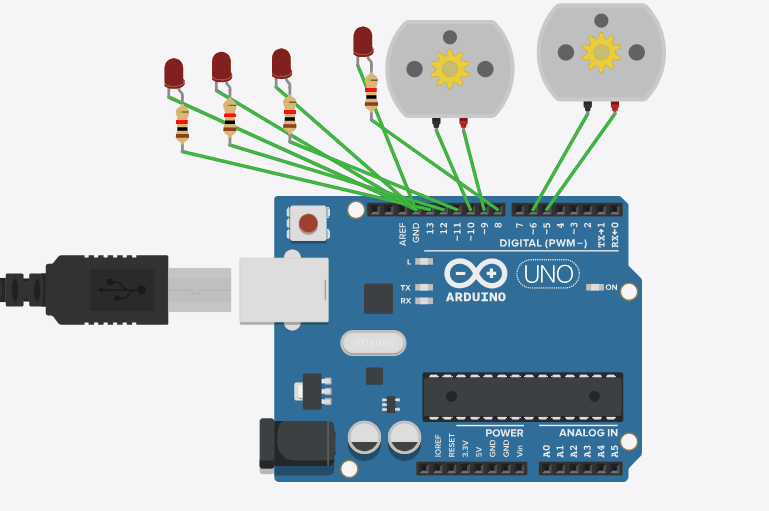 AREF
GND
13
12
~11
~10
~9
8
7
~6
~5
4
~3
2
TX→1
RX←0
DIGITAL (PWM~)
L
TX
RX
ARDUINO
UNO
ON
POWER
ANALOG IN
IOREF
RESET
3.3V
5V
GND
GND
Vin
A0
A1
A2
A3
A4
A5